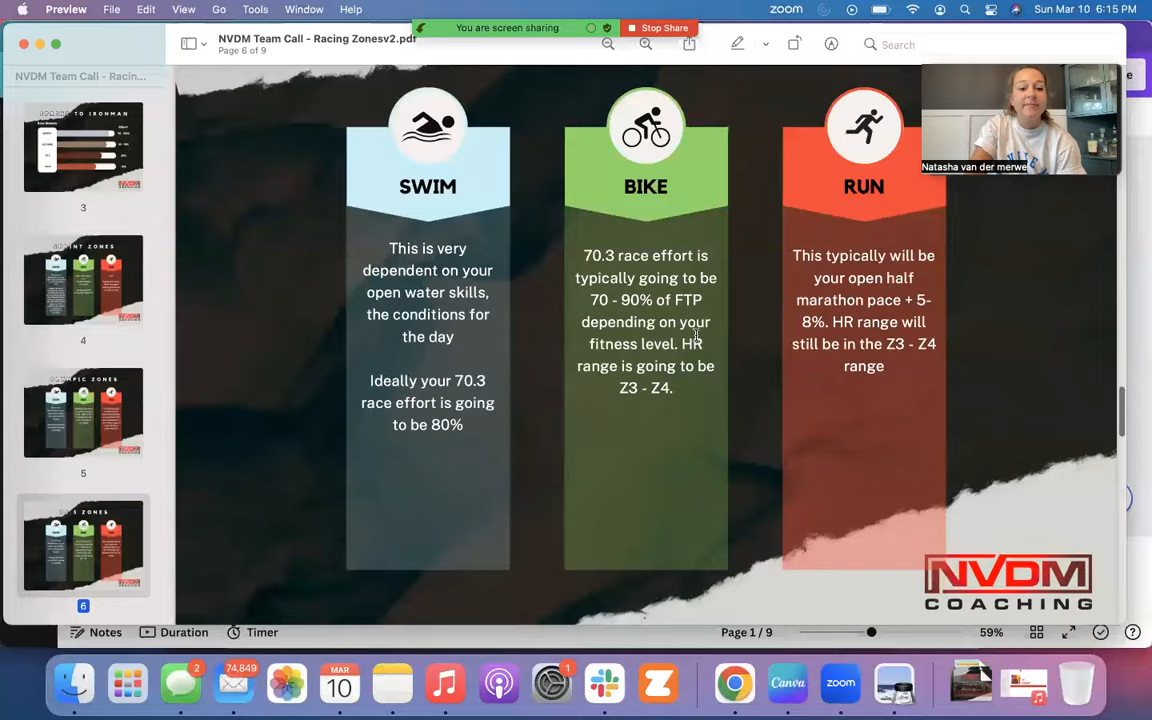 Preview File Edit View Go Tools Window Help
zoom
Sun Mar 10 6:15 PM
You are screen sharing
Stop Share
NVDM Team Call - Racing Zonesv2.pdf
Page 6 of 9
Search
NVDM Team Call - Racin...
3
4
5
6
Natasha van der merwe
SWIM
This is very
dependent on your
open water skills,
the conditions for
the day
Ideally your 70.3
race effort is going
to be 80%
BIKE
70.3 race effort is
typically going to be
70 - 90% of FTP
depending on your
fitness level. HR
range is going to be
Z3 - Z4.
RUN
This typically will be
your open half
marathon pace + 5-
8%. HR range will
still be in the Z3 - Z4
range
NVDM
COACHING
Notes Duration Timer
Page 1 / 9
59%
2
74,849
MAR
10
1
Canva
zoom